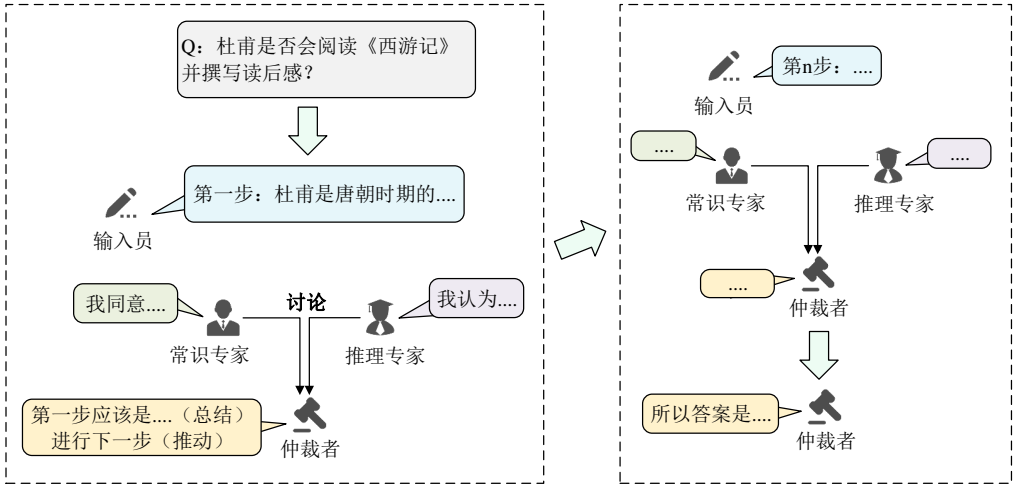 Q：杜甫是否会阅读《西游记》
并撰写读后感？
第一步：杜甫是唐朝时期的....
输入员
我同意....
讨论
我认为....
常识专家
推理专家
第一步应该是....（总结）
进行下一步（推动）
仲裁者
第n步：....
输入员
....
....
常识专家
推理专家
....
仲裁者
所以答案是....
仲裁者